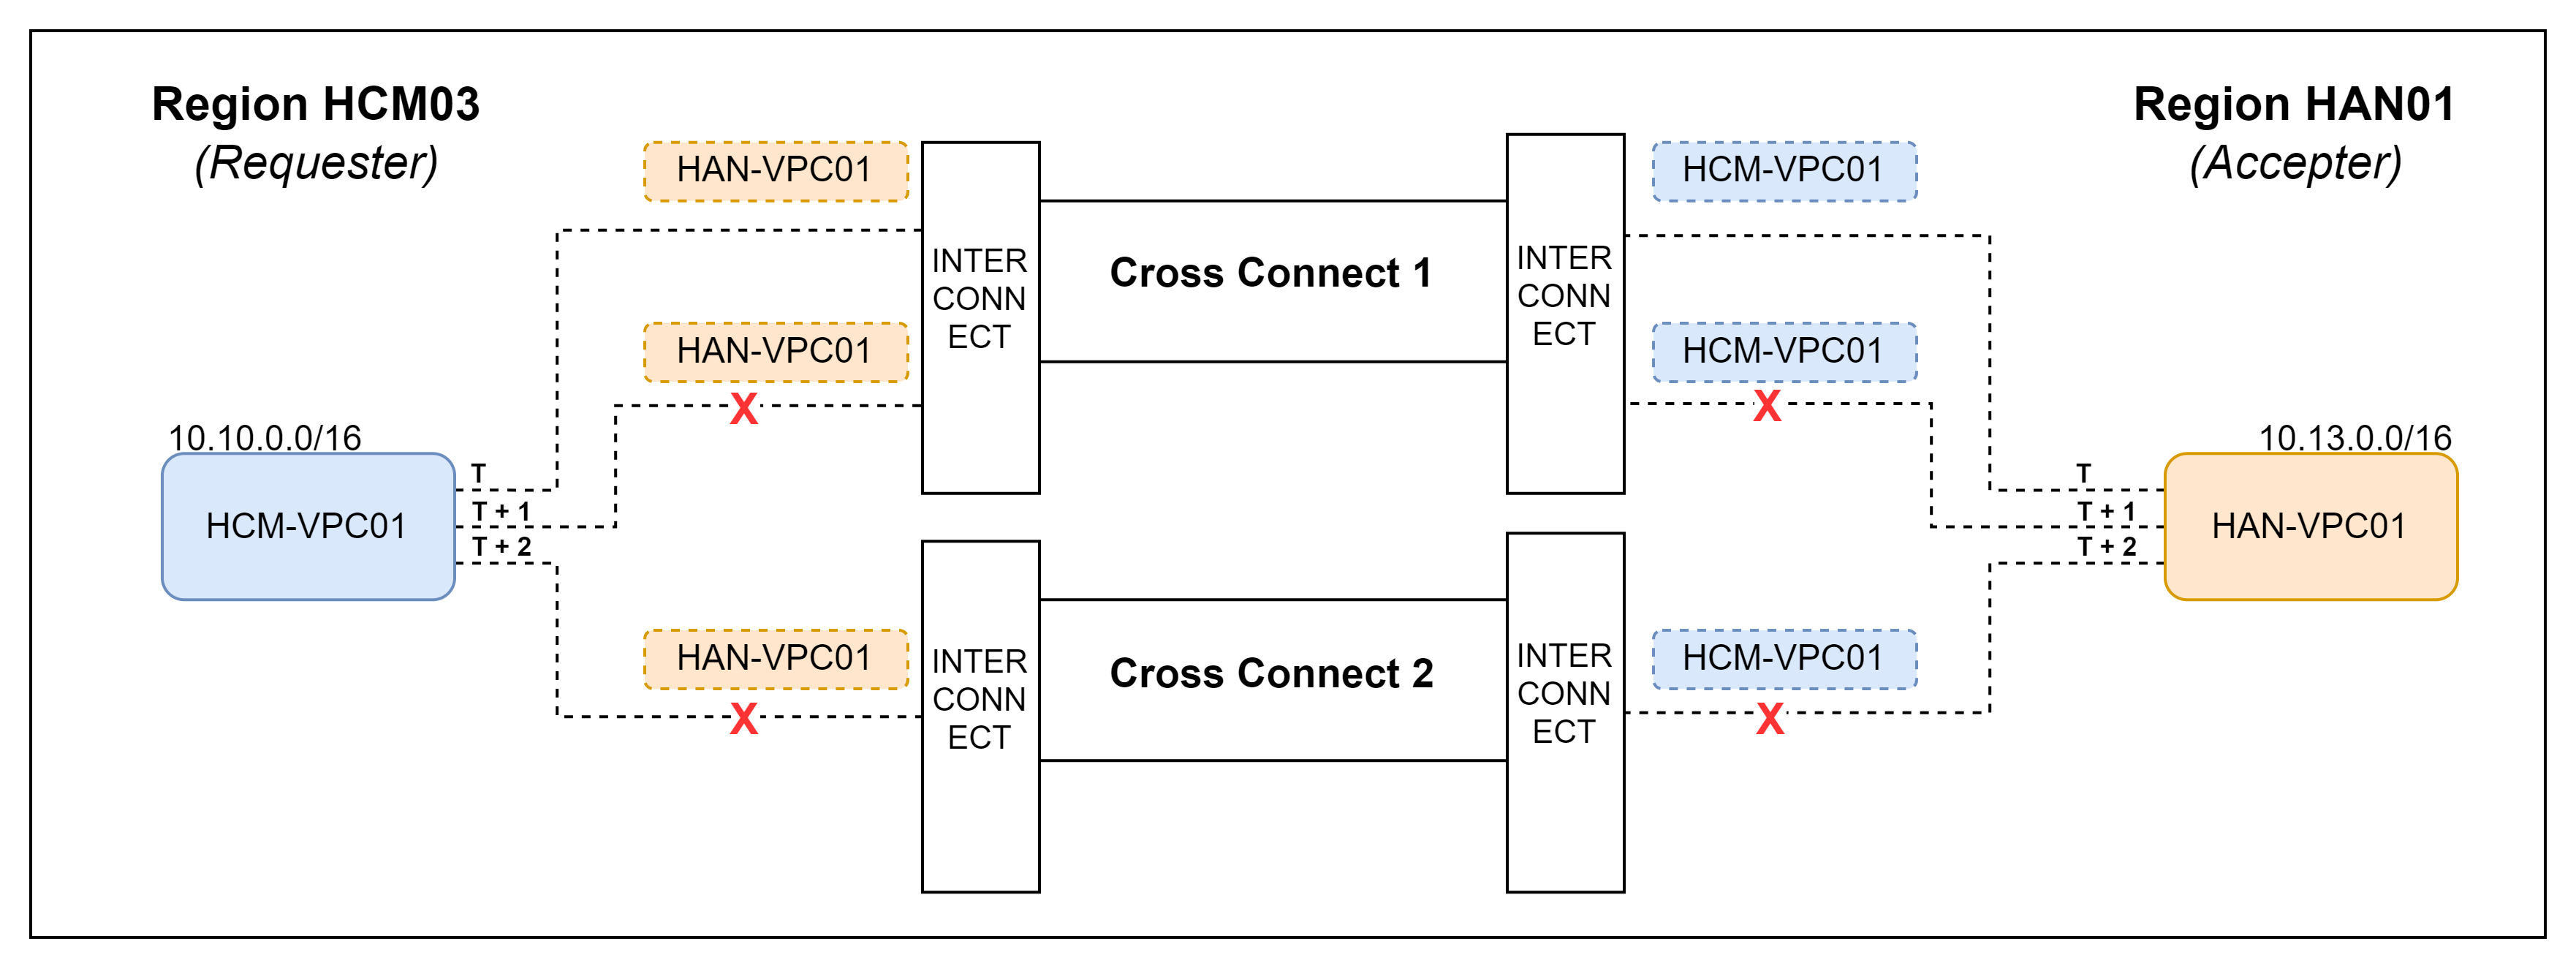 Region HCM03
(Requester)
Region HAN01
(Accepter)
HAN-VPC01
HCM-VPC01
INTER
CONN
ECT
Cross Connect 1
INTER
CONN
ECT
HAN-VPC01
HCM-VPC01
X
X
10.10.0.0/16
10.13.0.0/16
HCM-VPC01
T
T + 1
T + 2
T
T + 1
T + 2
HAN-VPC01
HAN-VPC01
HCM-VPC01
INTER
CONN
ECT
Cross Connect 2
INTER
CONN
ECT
X
X